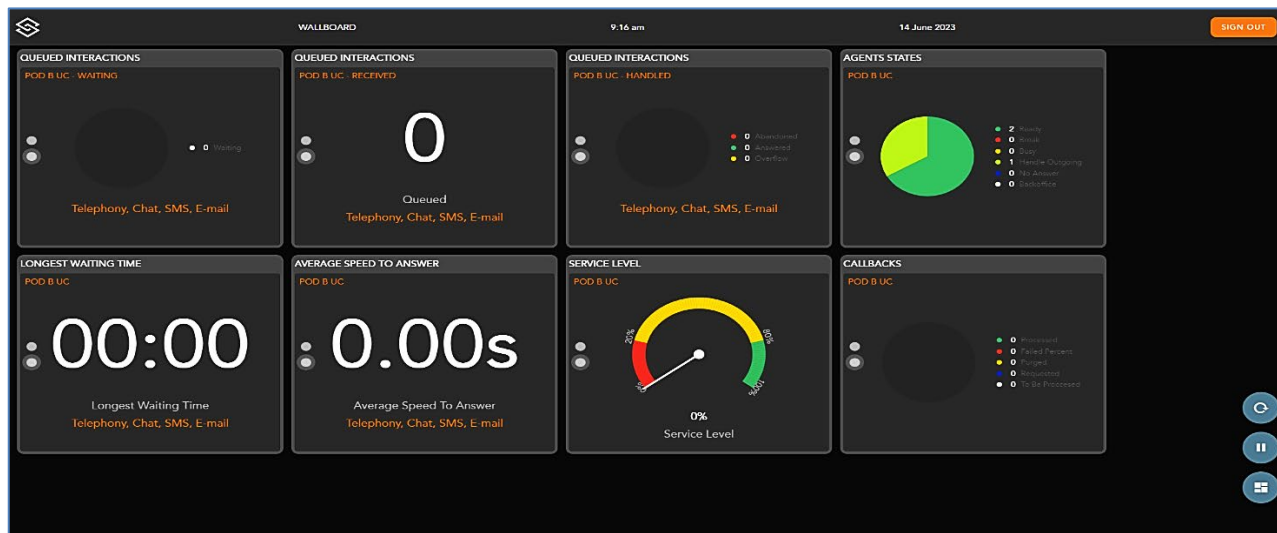 WALLBOARD
9:16 am
14 June 2023
SIGN OUT
QUEUED INTERACTIONS
POD B UC - WAITING
0 Waiting
Telephony, Chat, SMS, E-mail
QUEUED INTERACTIONS
POD B UC - RECEIVED
0
Queued
Telephony, Chat, SMS, E-mail
QUEUED INTERACTIONS
POD B UC - HANDLED
0 Abandoned
0 Answered
0 Overflow
Telephony, Chat, SMS, E-mail
AGENTS STATES
POD B UC
2 Ready
0 Break
0 Busy
1 Handle Outgoing
0 No Answer
0 Backoffice
LONGEST WAITING TIME
POD B UC
00:00
Longest Waiting Time
Telephony, Chat, SMS, E-mail
AVERAGE SPEED TO ANSWER
POD B UC
0.00s
Average Speed To Answer
Telephony, Chat, SMS, E-mail
SERVICE LEVEL
POD B UC
20%
80%
100%
0%
Service Level
CALLBACKS
POD B UC
0 Processed
0 Failed Percent
0 Purged
0 Requested
0 To Be Processed